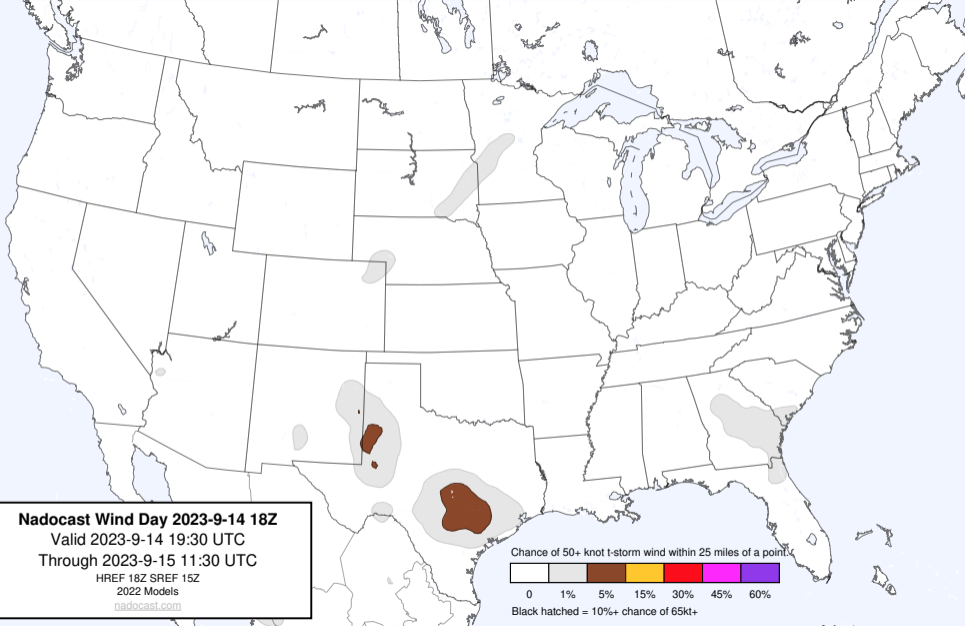 Nadocast Wind Day 2023-9-14 18Z
Valid 2023-9-14 19:30 UTC
Through 2023-9-15 11:30 UTC
HREF 18Z SREF 15Z
2022 Models
nadocast.com
Chance of 50+ knot t-storm wind within 25 miles of a point.
0 1% 5% 15% 30% 45% 60%
Black hatched = 10%+ chance of 65kt+